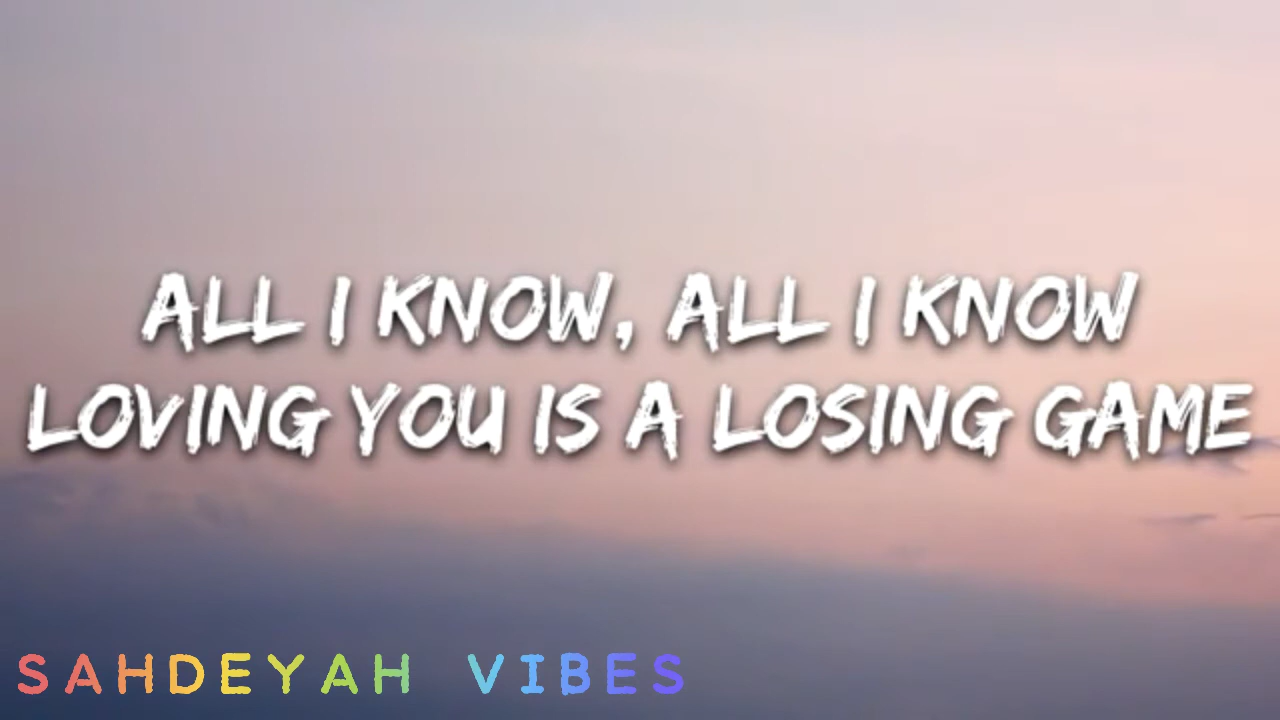 ALL I KNOW, ALL I KNOW
LOVING YOU IS A LOSING GAME
SAHDEYAH VIBES